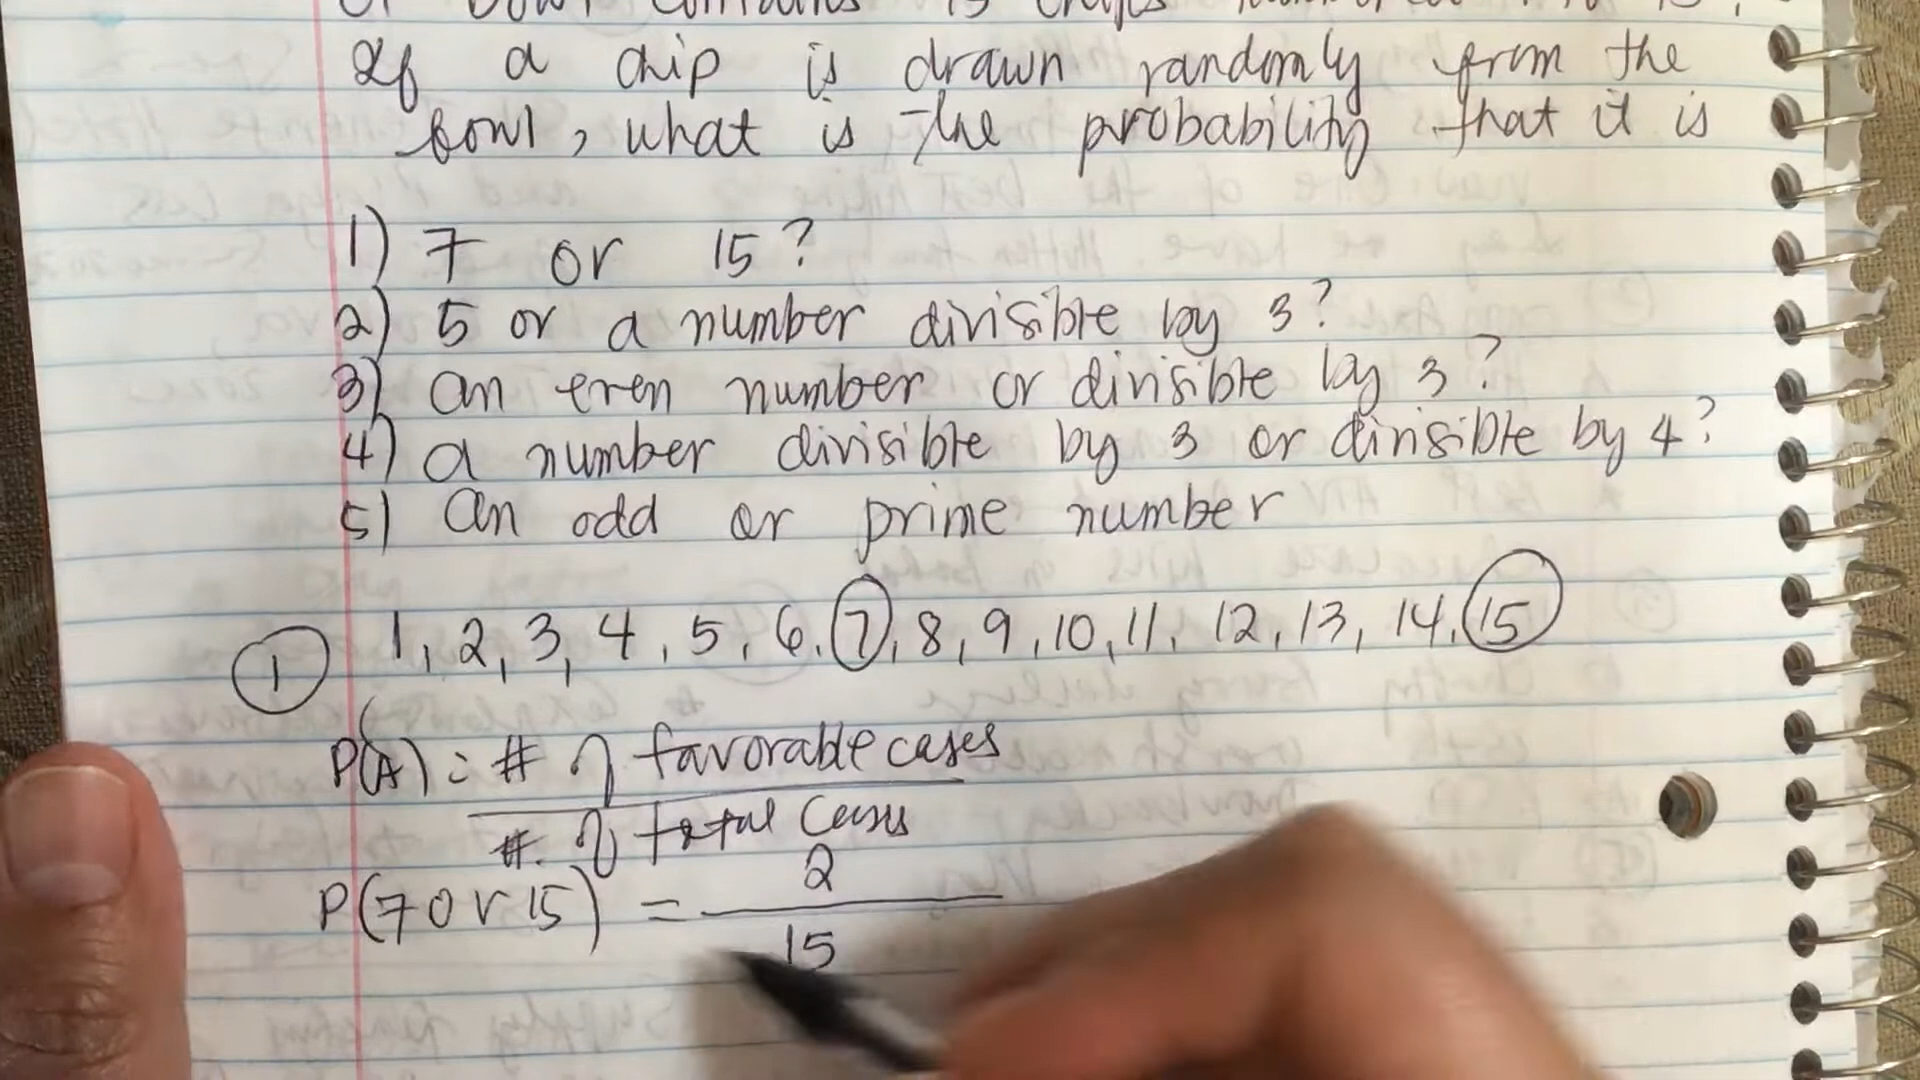 If a chip is drawn randomly from the
bowl, what is the probability that it is
1) 7 or 15?
2) 5 or a number divisible by 3?
3) an even number or divisible by 3?
4) a number divisible by 3 or divisible by 4?
5) an odd or prime number
1 1, 2, 3, 4, 5, 6, 7, 8, 9, 10, 11, 12, 13, 14, 15
P(A) = # of favorable cases
# of total cases
P(7 or 15) = 2
15